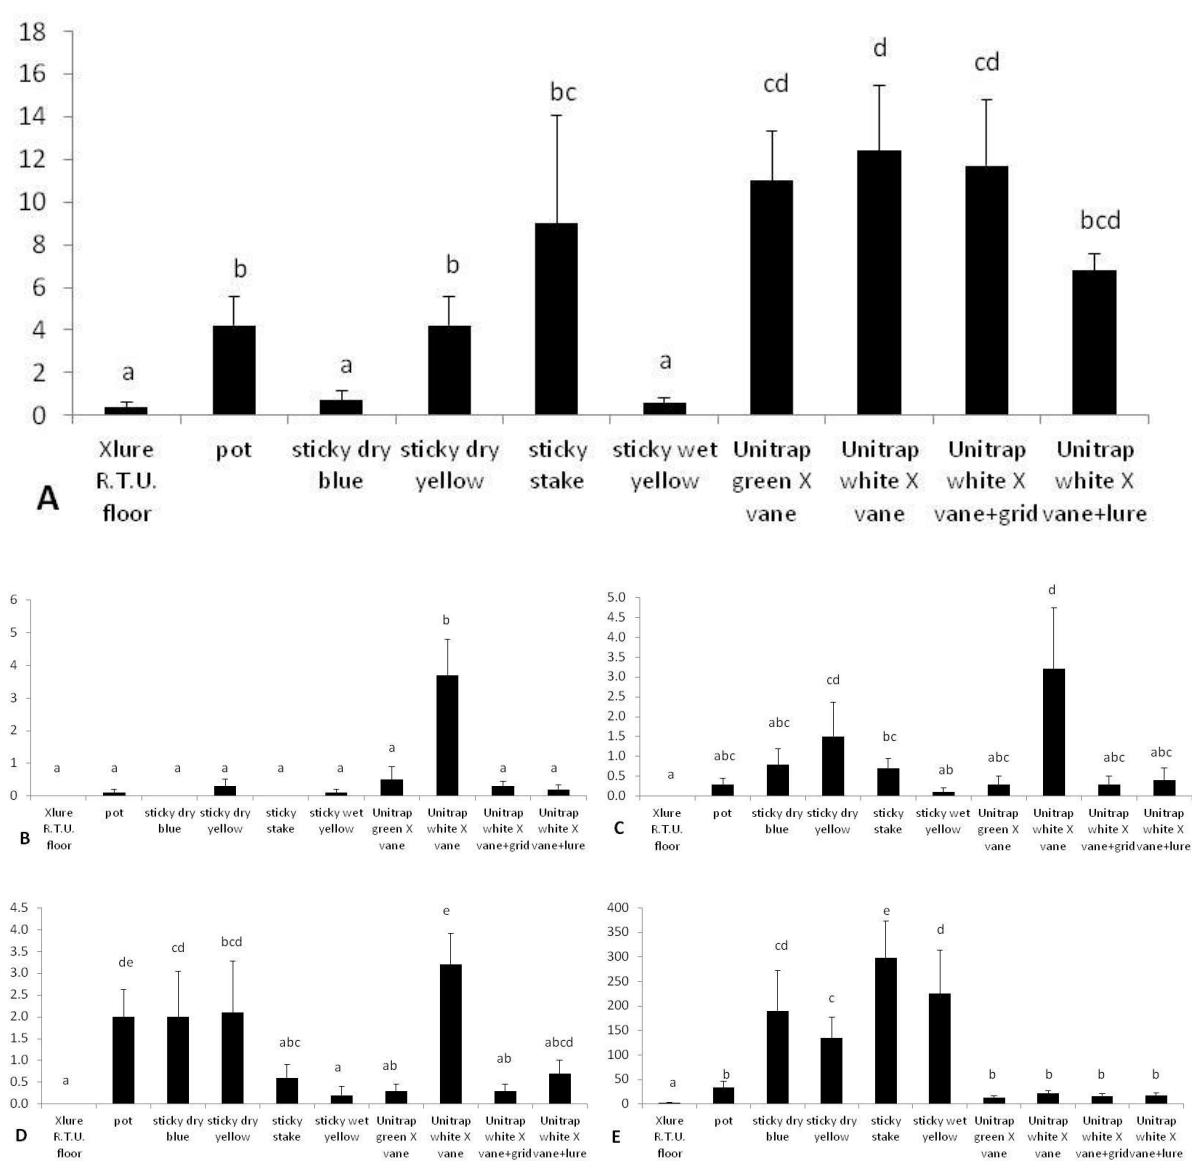 18
16
14
12
10
8
6
4
2
0
a
b
a
b
bc
a
cd
d
cd
bcd
Xlure R.T.U. floor
pot
sticky dry blue
sticky dry yellow
sticky stake
sticky wet yellow
Unitrap green X vane
Unitrap white X vane
Unitrap white X vane+grid
Unitrap white X vane+lure
A
6
5
4
3
2
1
0
a
a
a
a
a
a
a
b
a
a
Xlure R.T.U. floor
pot
sticky dry blue
sticky dry yellow
sticky stake
sticky wet yellow
Unitrap green X vane
Unitrap white X vane
Unitrap white X vane+grid
Unitrap white X vane+lure
B
5.0
4.5
4.0
3.5
3.0
2.5
2.0
1.5
1.0
0.5
0.0
a
abc
abc
cd
bc
ab
abc
d
abc
abc
Xlure R.T.U. floor
pot
sticky dry blue
sticky dry yellow
sticky stake
sticky wet yellow
Unitrap green X vane
Unitrap white X vane
Unitrap white X vane+grid
Unitrap white X vane+lure
C
4.5
4.0
3.5
3.0
2.5
2.0
1.5
1.0
0.5
0.0
a
de
cd
bcd
abc
a
ab
e
ab
abcd
Xlure R.T.U. floor
pot
sticky dry blue
sticky dry yellow
sticky stake
sticky wet yellow
Unitrap green X vane
Unitrap white X vane
Unitrap white X vane+grid
Unitrap white X vane+lure
D
400
350
300
250
200
150
100
50
0
a
b
cd
c
e
d
b
b
b
b
Xlure R.T.U. floor
pot
sticky dry blue
sticky dry yellow
sticky stake
sticky wet yellow
Unitrap green X vane
Unitrap white X vane
Unitrap white X vane+grid
Unitrap white X vane+lure
E